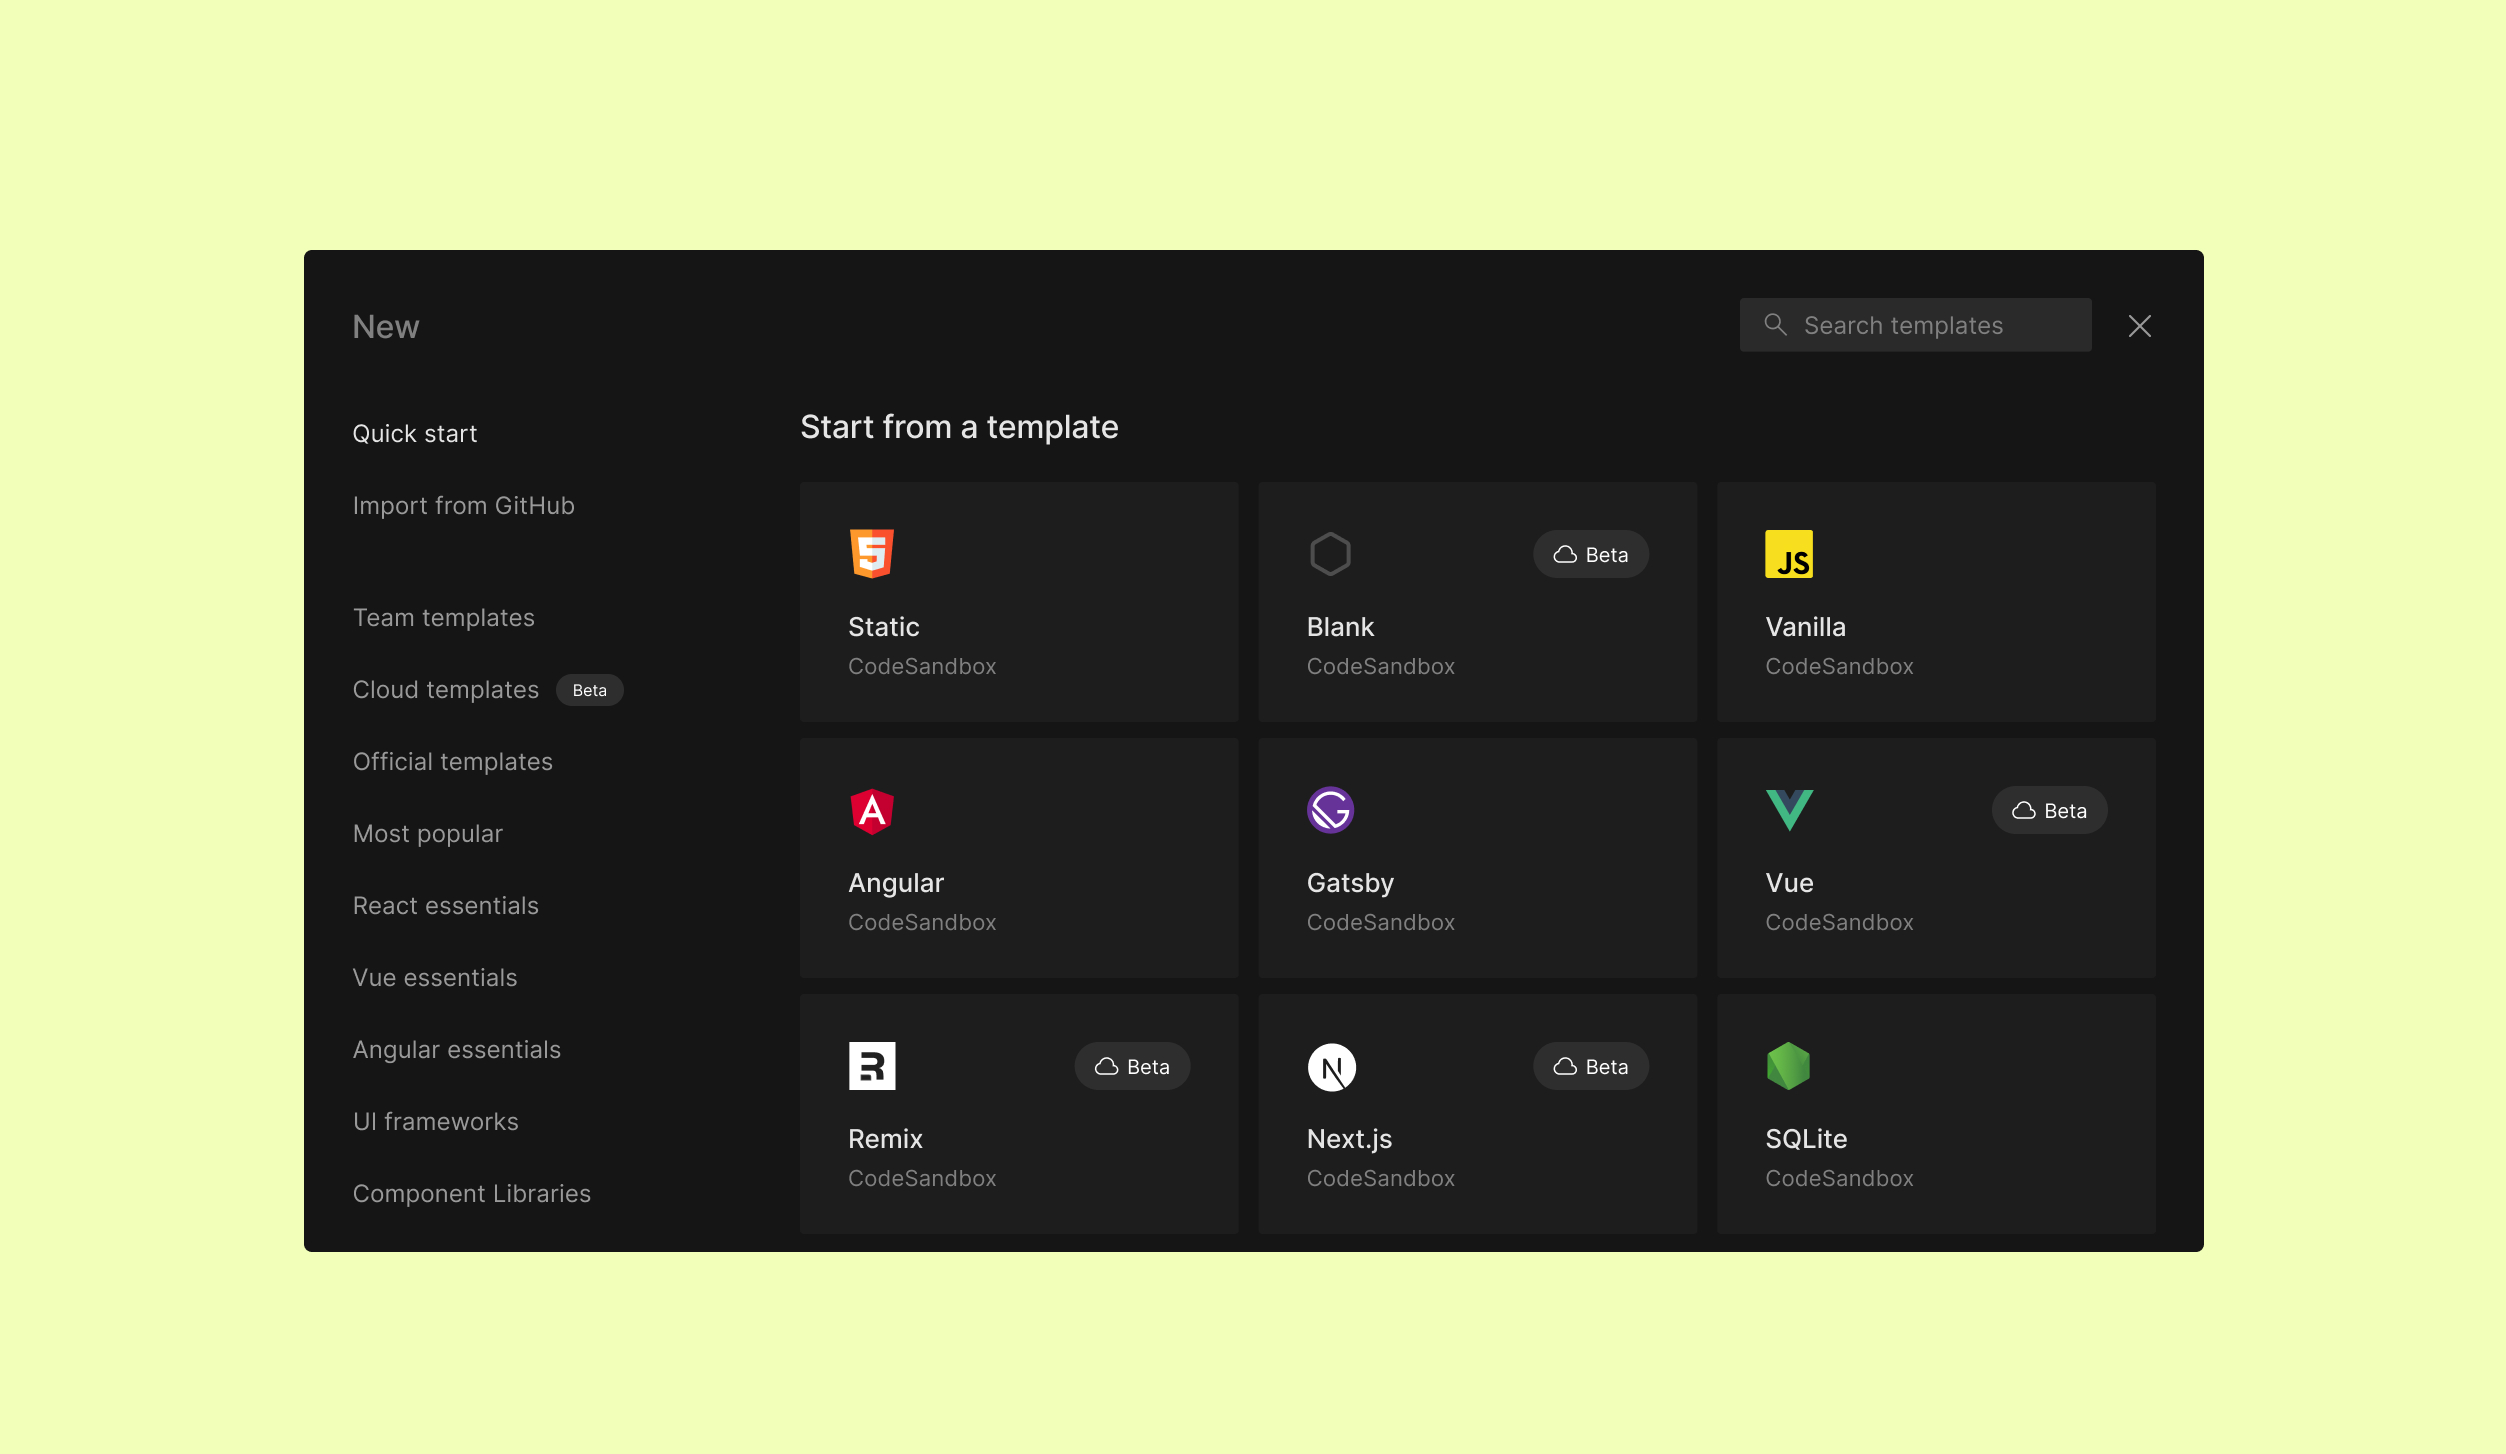 New
Search templates
Quick start
Import from GitHub
Team templates
Cloud templates Beta
Official templates
Most popular
React essentials
Vue essentials
Angular essentials
UI frameworks
Component Libraries
Start from a template
Static
CodeSandbox
Beta
Blank
CodeSandbox
JS
Vanilla
CodeSandbox
Angular
CodeSandbox
Gatsby
CodeSandbox
Beta
Vue
CodeSandbox
Beta
Remix
CodeSandbox
Beta
Next.js
CodeSandbox
SQLite
CodeSandbox